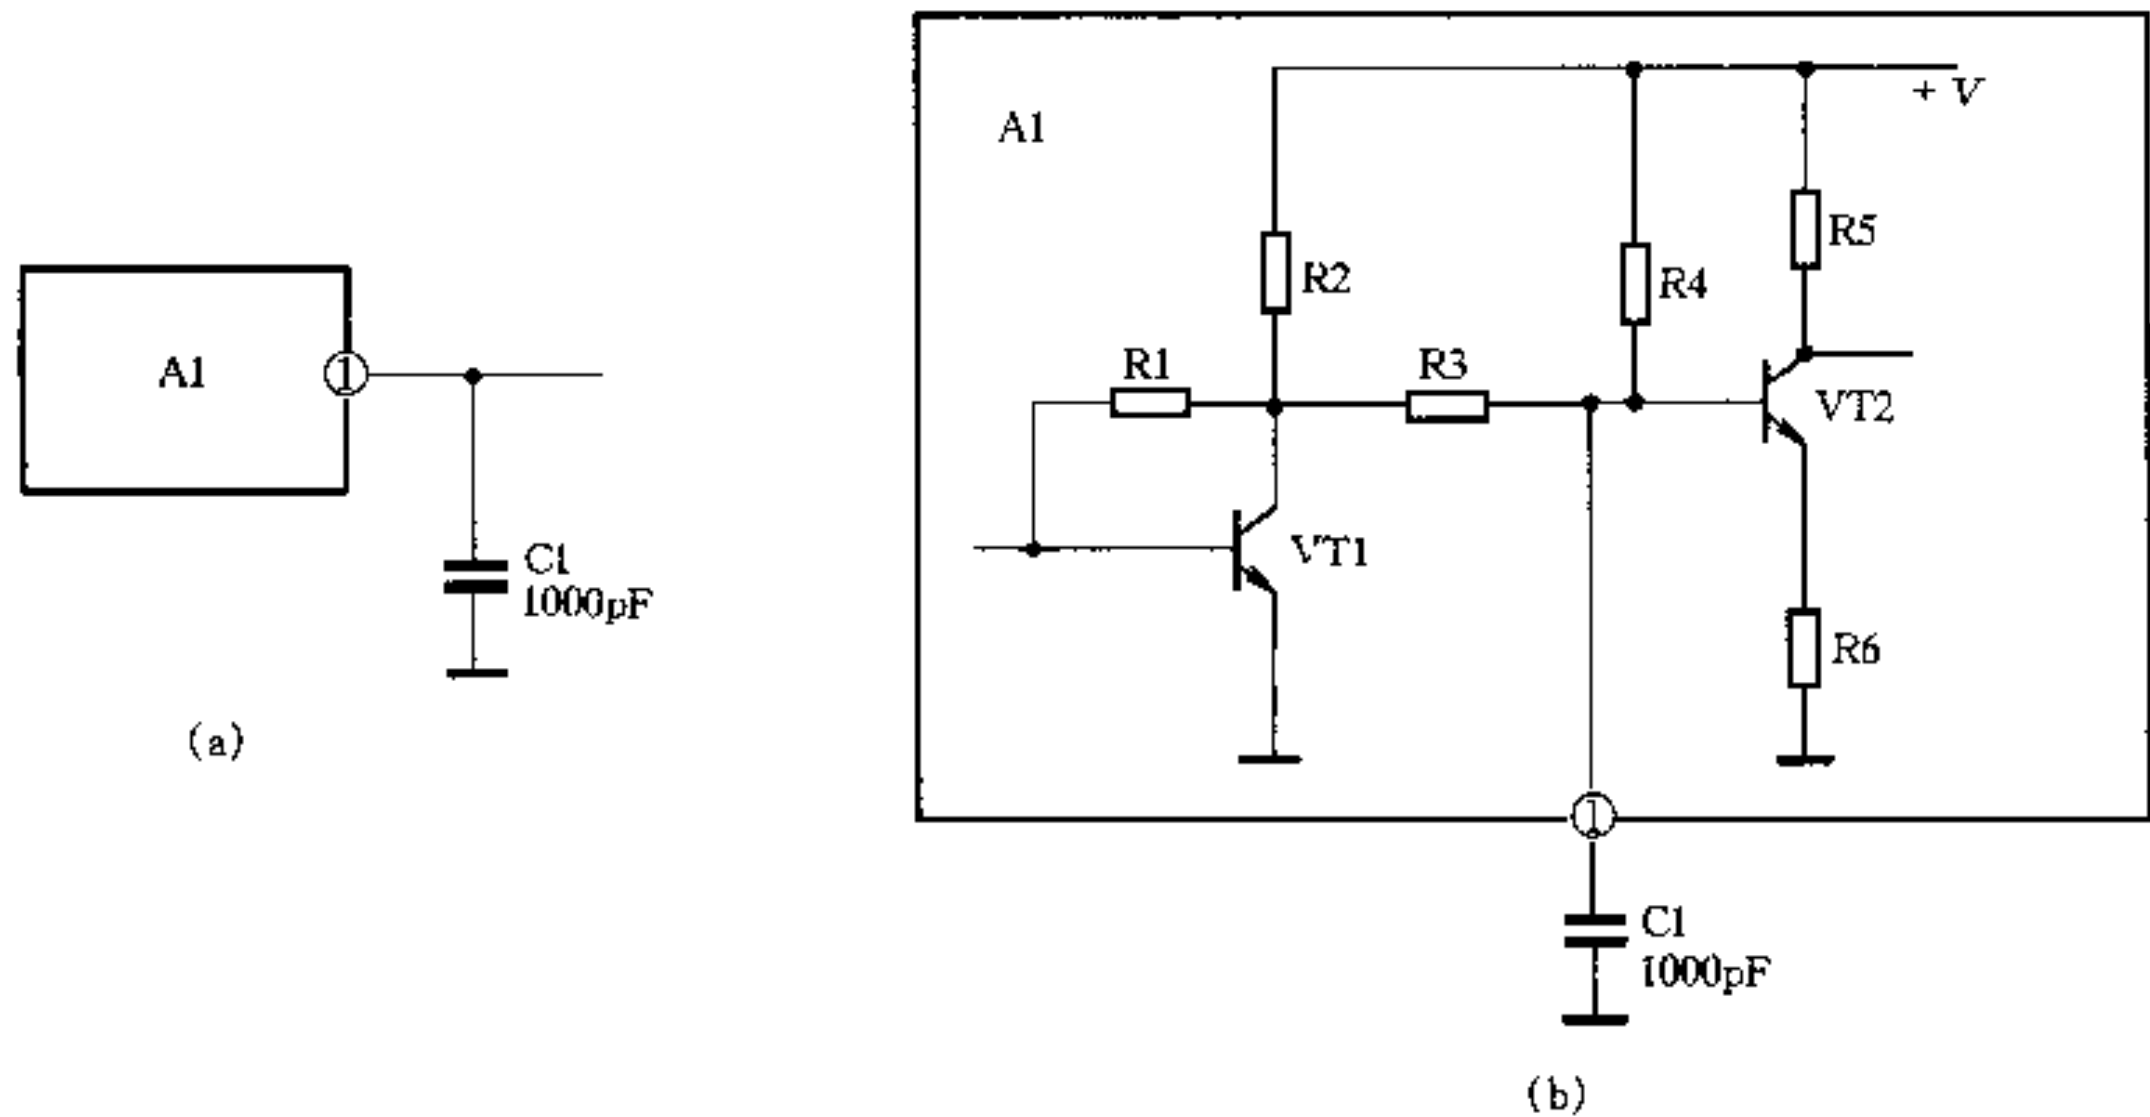 A1
①
C1
1000pF
(a)
A1
+ V
R2
R4
R5
R1
R3
VT2
VT1
R6
①
C1
1000pF
(b)